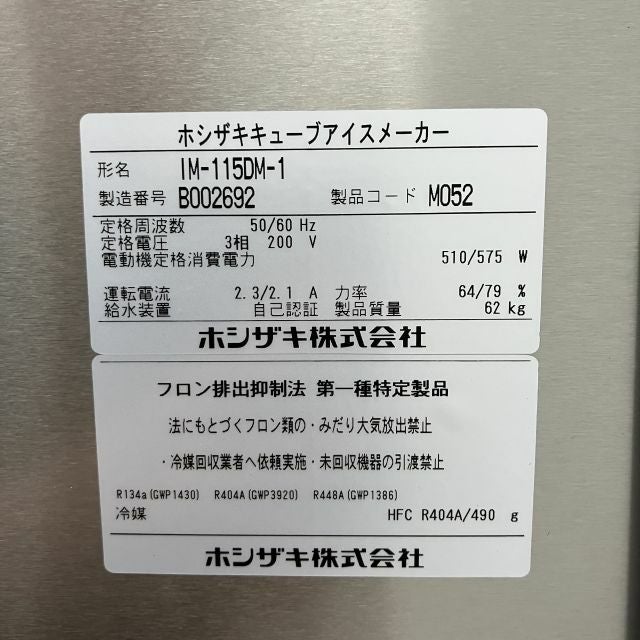 ホシザキキューブアイスメーカー
形名 IM-115DM-1
製造番号 B002692 製品コード M052
定格周波数 50/60 Hz
定格電圧 3相 200 V
電動機定格消費電力 510/575 W
運転電流 2.3/2.1 A 力率 64/79 %
給水装置 自己認証 製品質量 62 kg
ホシザキ株式会社
フロン排出抑制法 第一種特定製品
法にもとづくフロン類の・みだり大気放出禁止
・冷媒回収業者へ依頼実施・未回収機器の引渡禁止
R134a(GWP1430) R404A(GWP3920) R448A(GWP1386)
冷媒 HFC R404A/490 g
ホシザキ株式会社